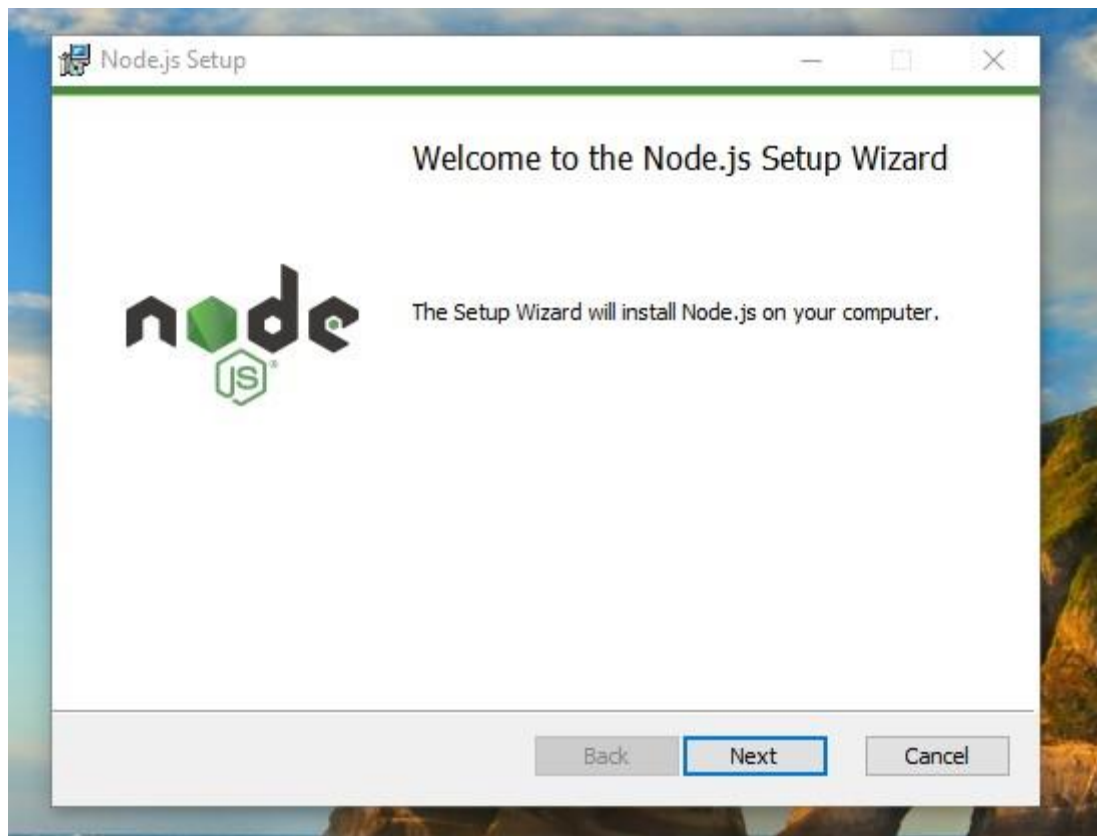 Node.js Setup
Welcome to the Node.js Setup Wizard
node
JS®
The Setup Wizard will install Node.js on your computer.
Back
Next
Cancel